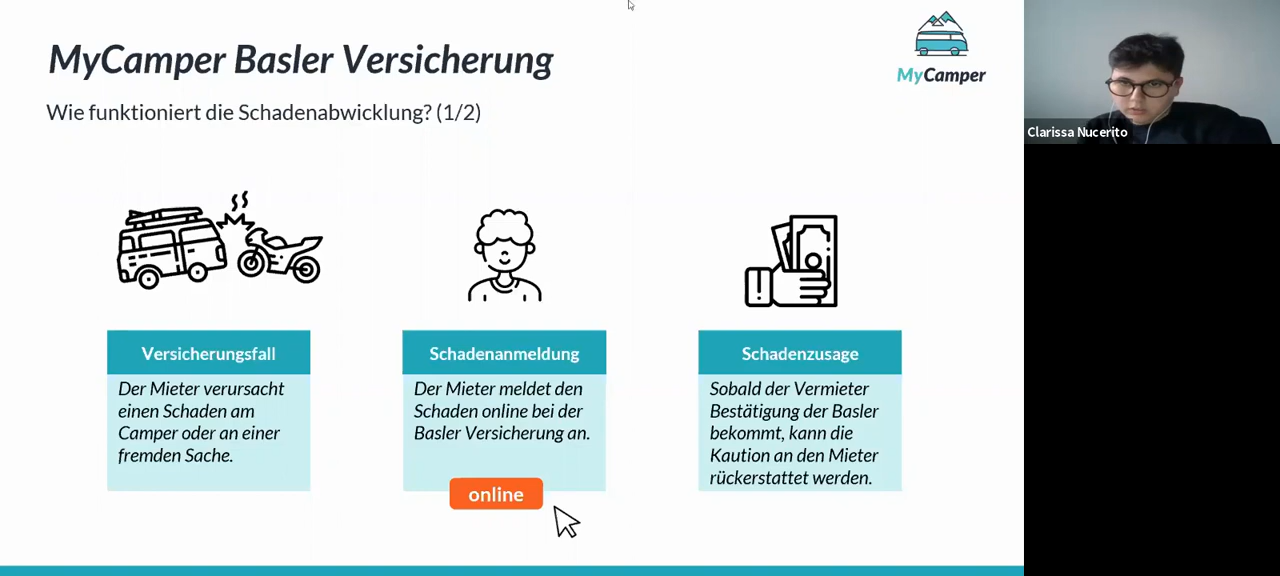 MyCamper Basler Versicherung
Wie funktioniert die Schadenabwicklung? (1/2)
MyCamper
Clarissa Nucerito
Versicherungsfall
Der Mieter verursacht
einen Schaden am
Camper oder an einer
fremden Sache.
Schadenanmeldung
Der Mieter meldet den
Schaden online bei der
Basler Versicherung an.
online
Schadenzusage
Sobald der Vermieter
Bestätigung der Basler
bekommt, kann die
Kaution an den Mieter
rückerstattet werden.